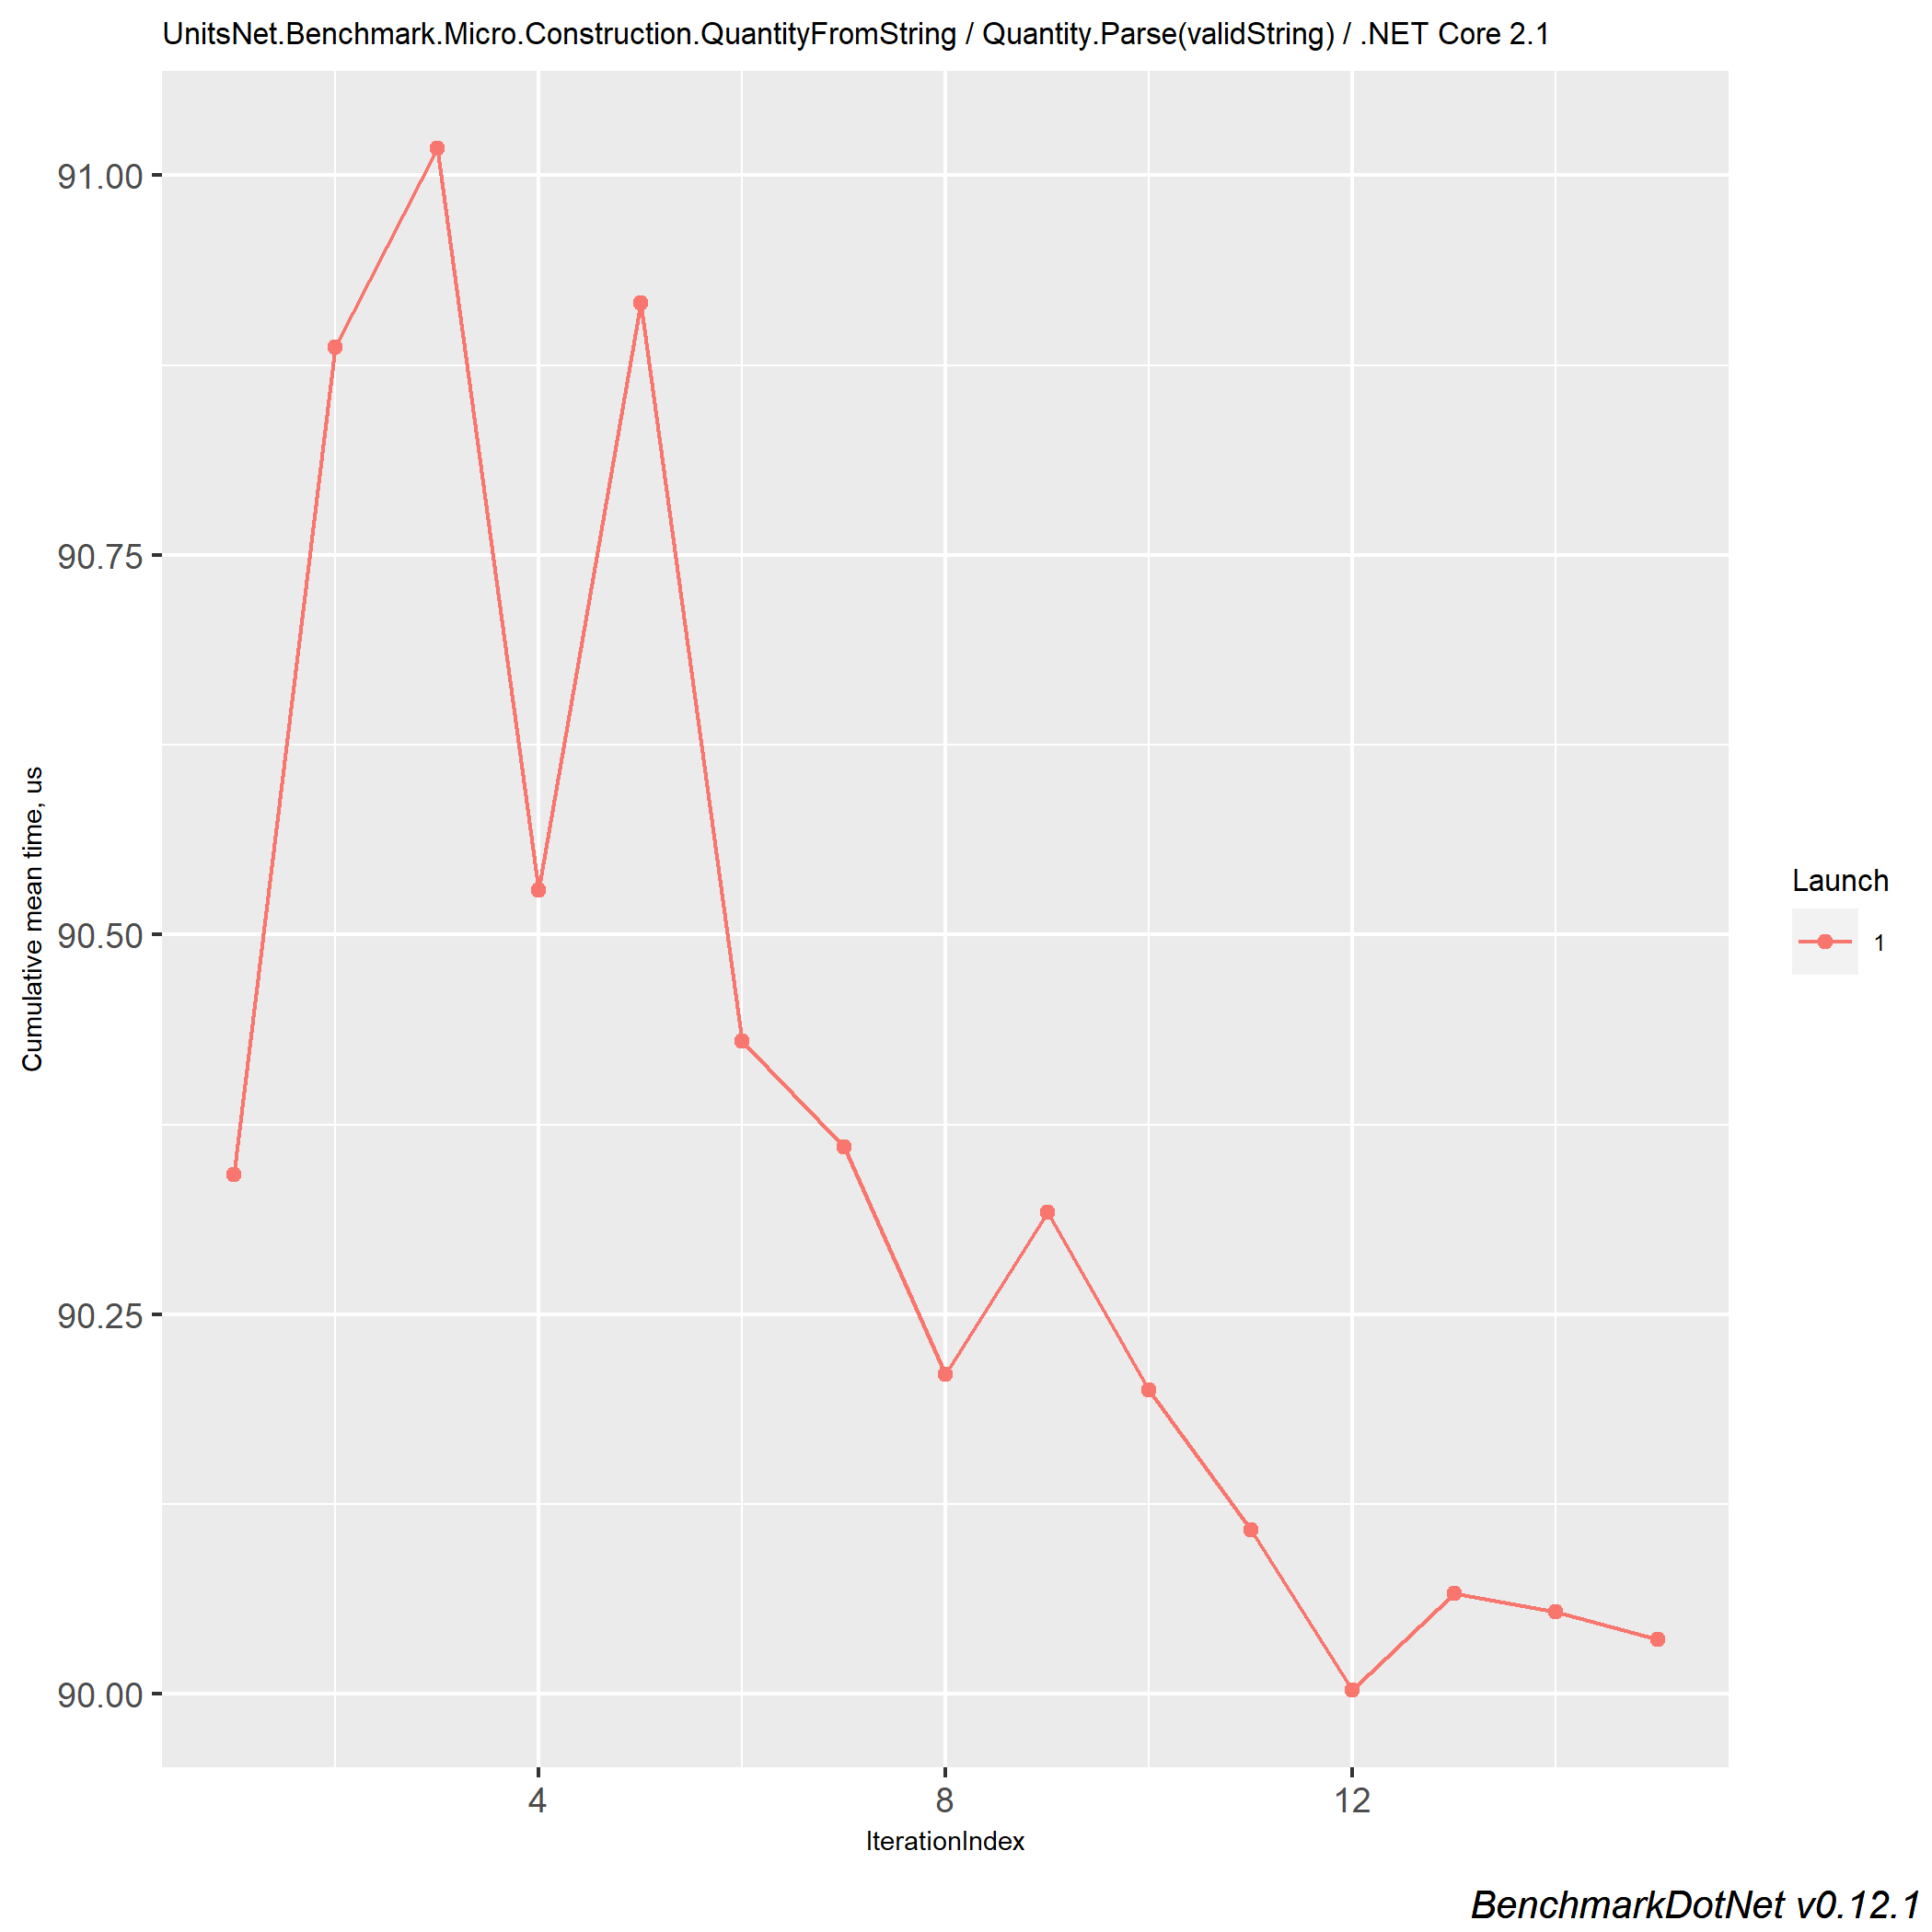 UnitsNet.Benchmark.Micro.Construction.QuantityFromString / Quantity.Parse(validString) / .NET Core 2.1
91.00
90.75
90.50
90.25
90.00
Cumulative mean time, us
4
8
12
IterationIndex
Launch
1
BenchmarkDotNet v0.12.1